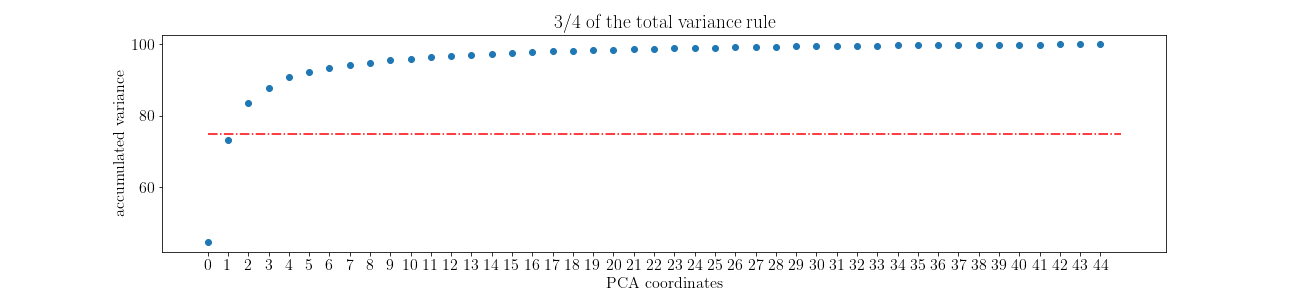 3/4 of the total variance rule
100
80
60
accumulated variance
0 1 2 3 4 5 6 7 8 9 10 11 12 13 14 15 16 17 18 19 20 21 22 23 24 25 26 27 28 29 30 31 32 33 34 35 36 37 38 39 40 41 42 43 44
PCA coordinates